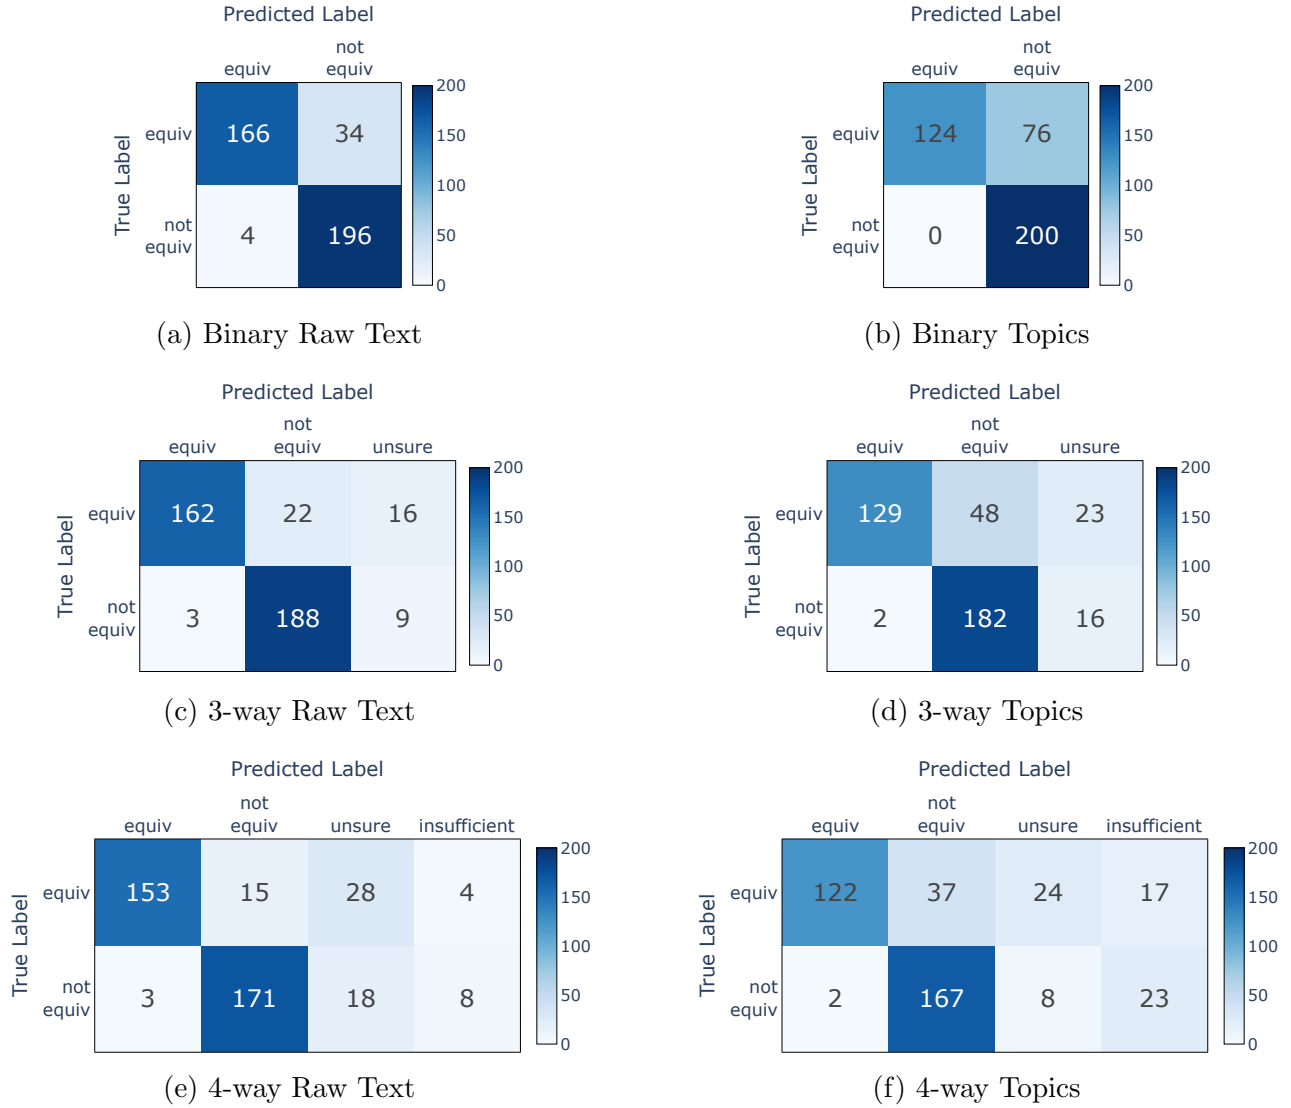 Predicted Label
equiv
not
equiv
True Label
equiv
166
34
not
equiv
4
196
200
150
100
50
0
(a) Binary Raw Text
Predicted Label
equiv
not
equiv
True Label
equiv
124
76
not
equiv
0
200
200
150
100
50
0
(b) Binary Topics
Predicted Label
equiv
not
equiv
unsure
True Label
equiv
162
22
16
not
equiv
3
188
9
200
150
100
50
0
(c) 3-way Raw Text
Predicted Label
equiv
not
equiv
unsure
True Label
equiv
129
48
23
not
equiv
2
182
16
200
150
100
50
0
(d) 3-way Topics
Predicted Label
equiv
not
equiv
unsure
insufficient
True Label
equiv
153
15
28
4
not
equiv
3
171
18
8
200
150
100
50
0
(e) 4-way Raw Text
Predicted Label
equiv
not
equiv
unsure
insufficient
True Label
equiv
122
37
24
17
not
equiv
2
167
8
23
200
150
100
50
0
(f) 4-way Topics